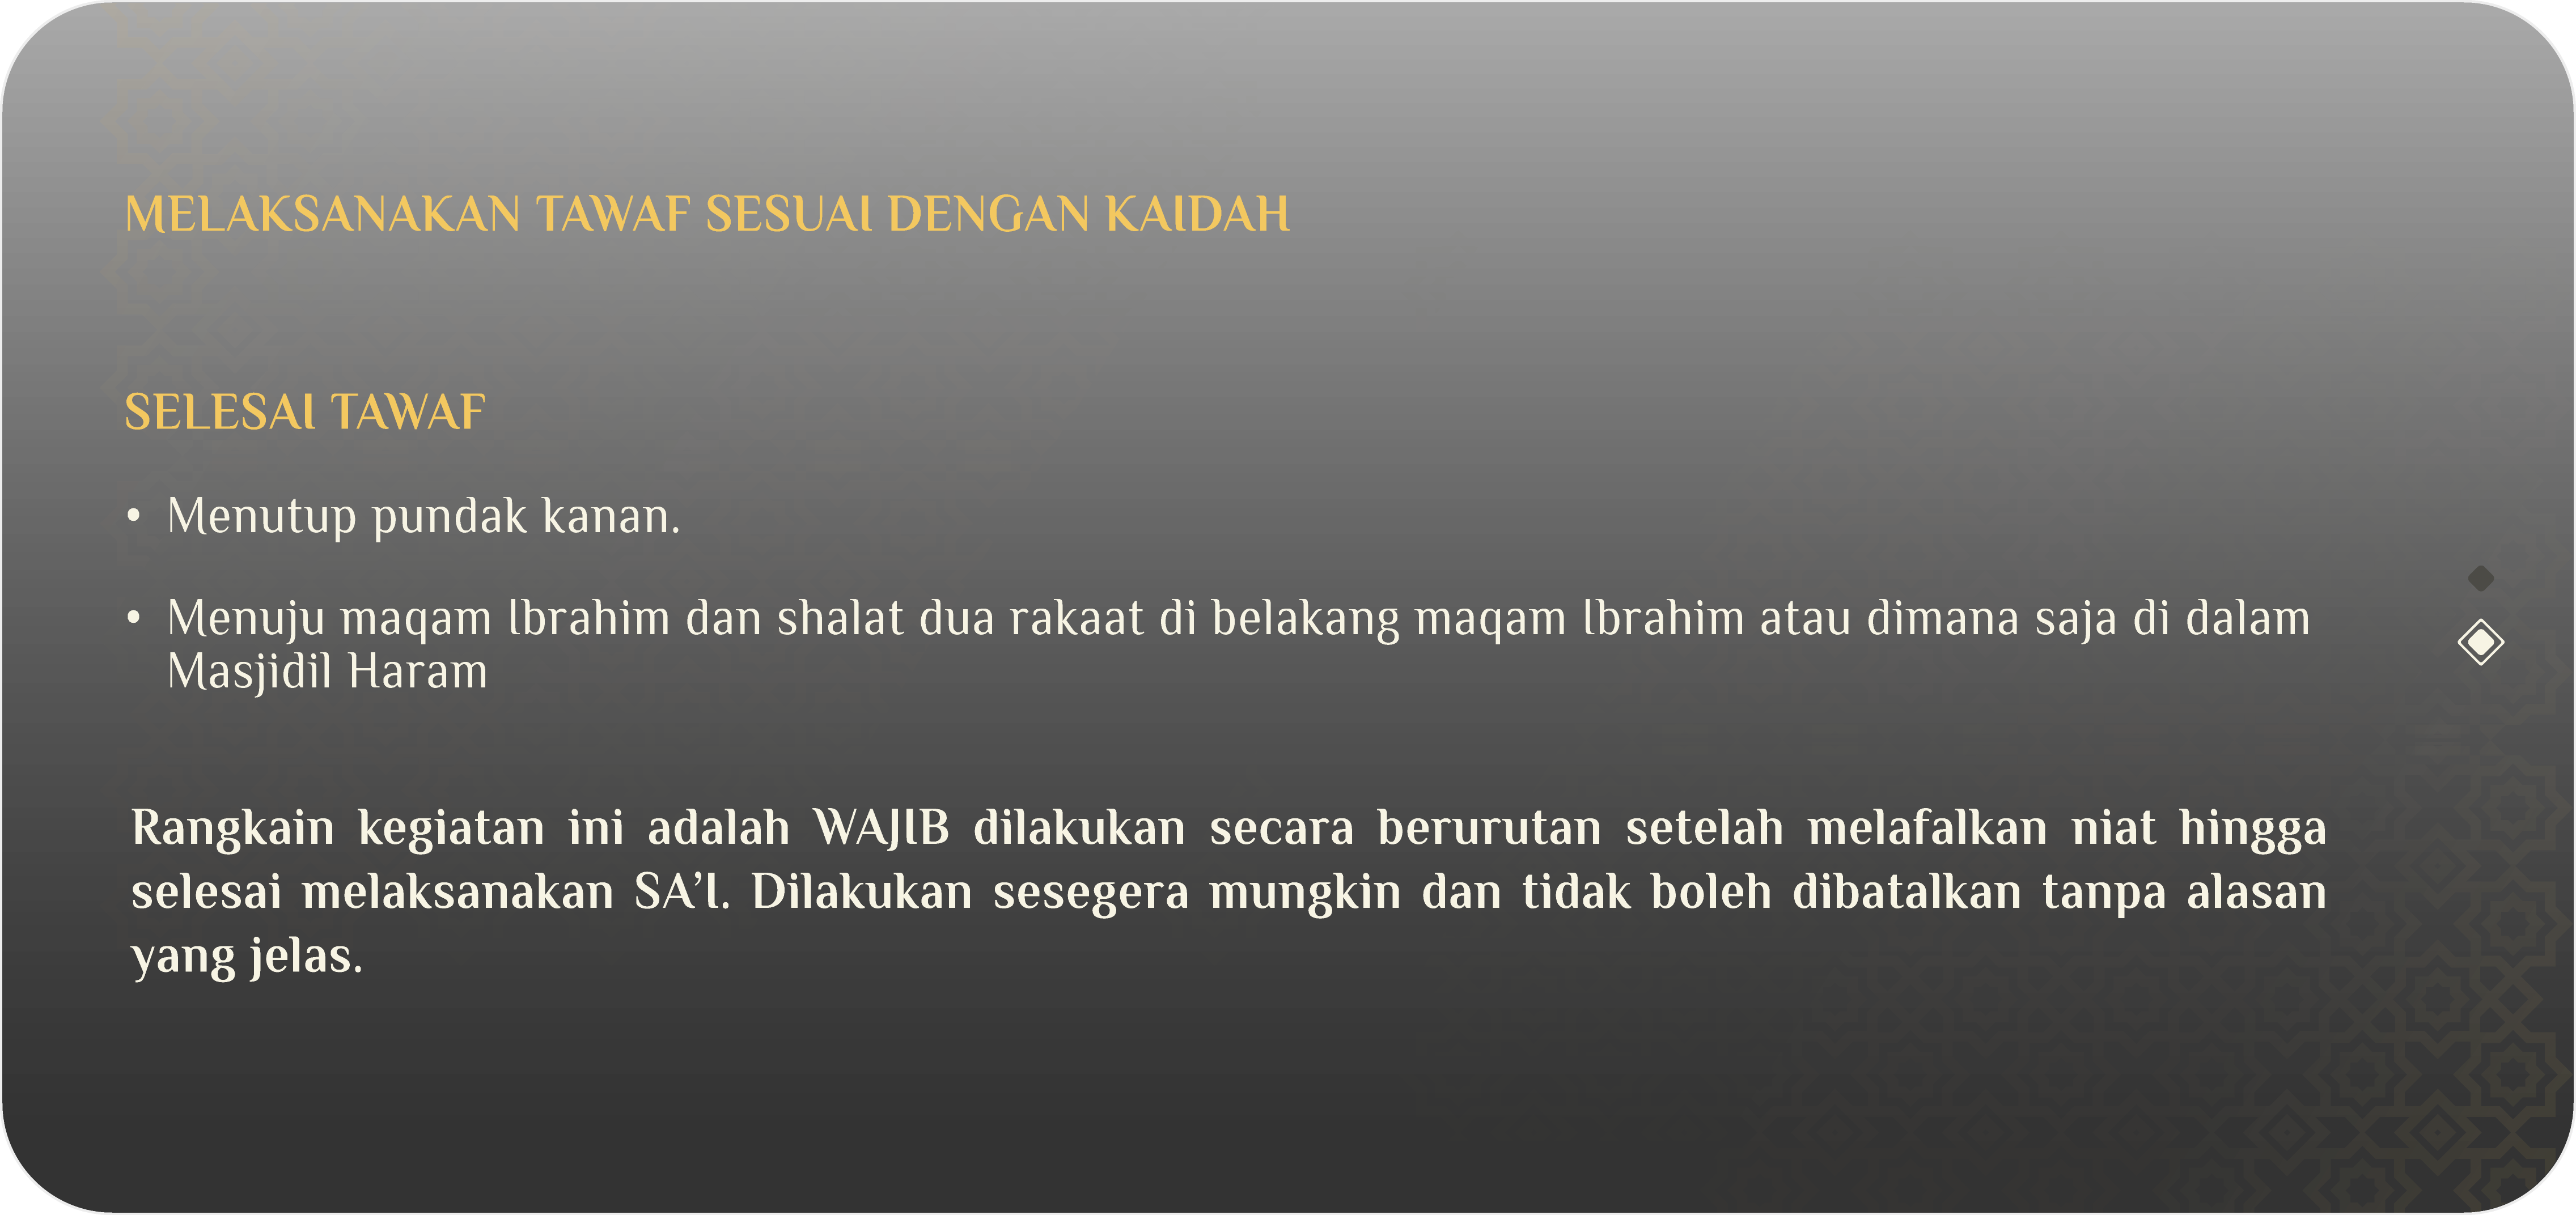 MELAKSANAKAN TAWAF SESUAI DENGAN KAIDAH
SELESAI TAWAF
• Menutup pundak kanan.
• Menuju maqam Ibrahim dan shalat dua rakaat di belakang maqam Ibrahim atau dimana saja di dalam
Masjidil Haram
Rangkain kegiatan ini adalah WAJIB dilakukan secara berurutan setelah melafalkan niat hingga
selesai melaksanakan SA’I. Dilakukan sesegera mungkin dan tidak boleh dibatalkan tanpa alasan
yang jelas.